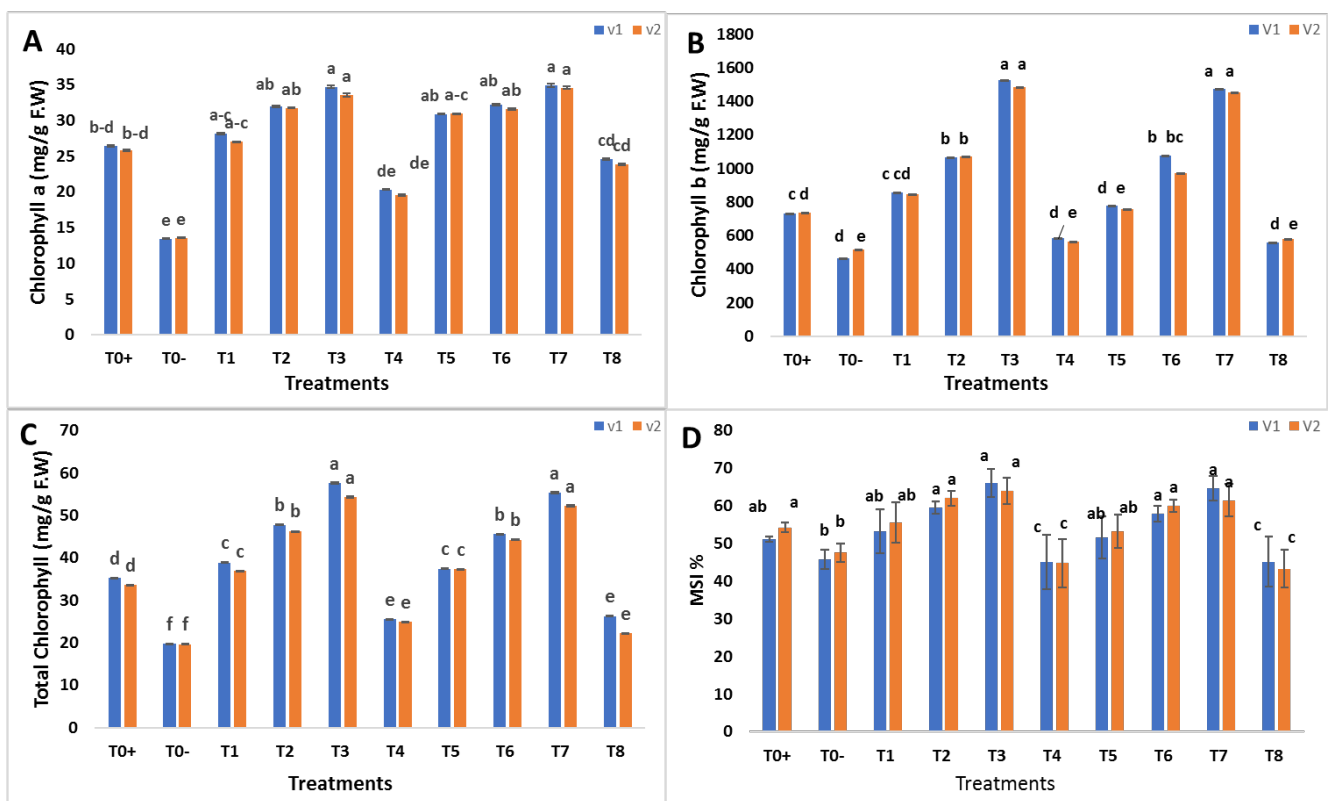 A
v1 v2
Chlorophyll a (mg/g F.W)
40
35
30
25
20
15
10
5
0
b-d b-d e e a-c a-c ab ab a a de de ab a-c ab ab a a cd cd
T0+ T0- T1 T2 T3 T4 T5 T6 T7 T8
Treatments
B
V1 V2
Chlorophyll b (mg/g F.W)
1800
1600
1400
1200
1000
800
600
400
200
0
c d d e c cd b b a a d e d e b bc a a d e
T0+ T0- T1 T2 T3 T4 T5 T6 T7 T8
Treatments
C
v1 v2
Total Chlorophyll (mg/g F.W)
70
60
50
40
30
20
10
0
d d f f c c b b a a e e c c b b a a e e
T0+ T0- T1 T2 T3 T4 T5 T6 T7 T8
Treatments
D
V1 V2
MSI %
80
70
60
50
40
30
20
10
0
ab a b b ab ab a a a a c c ab ab a a a a c c
T0+ T0- T1 T2 T3 T4 T5 T6 T7 T8
Treatments